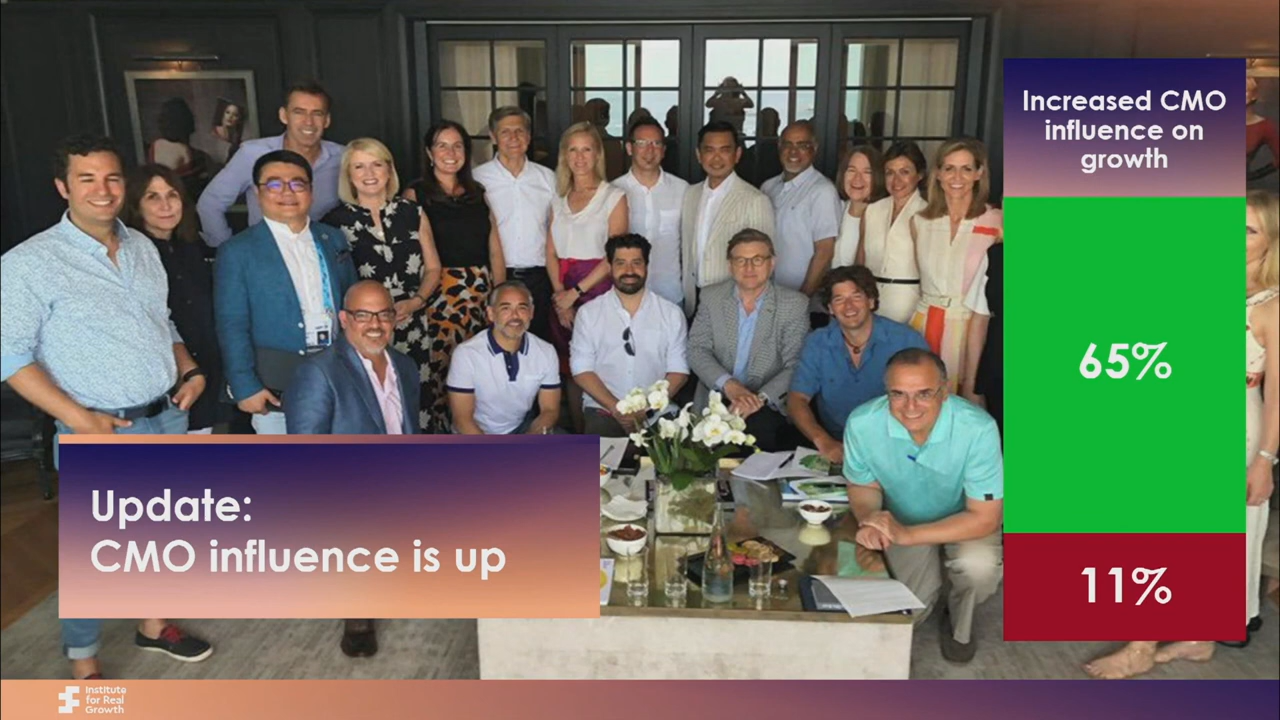 Increased CMO
influence on
growth
65%
11%
Update:
CMO influence is up
Institute
for Real
Growth